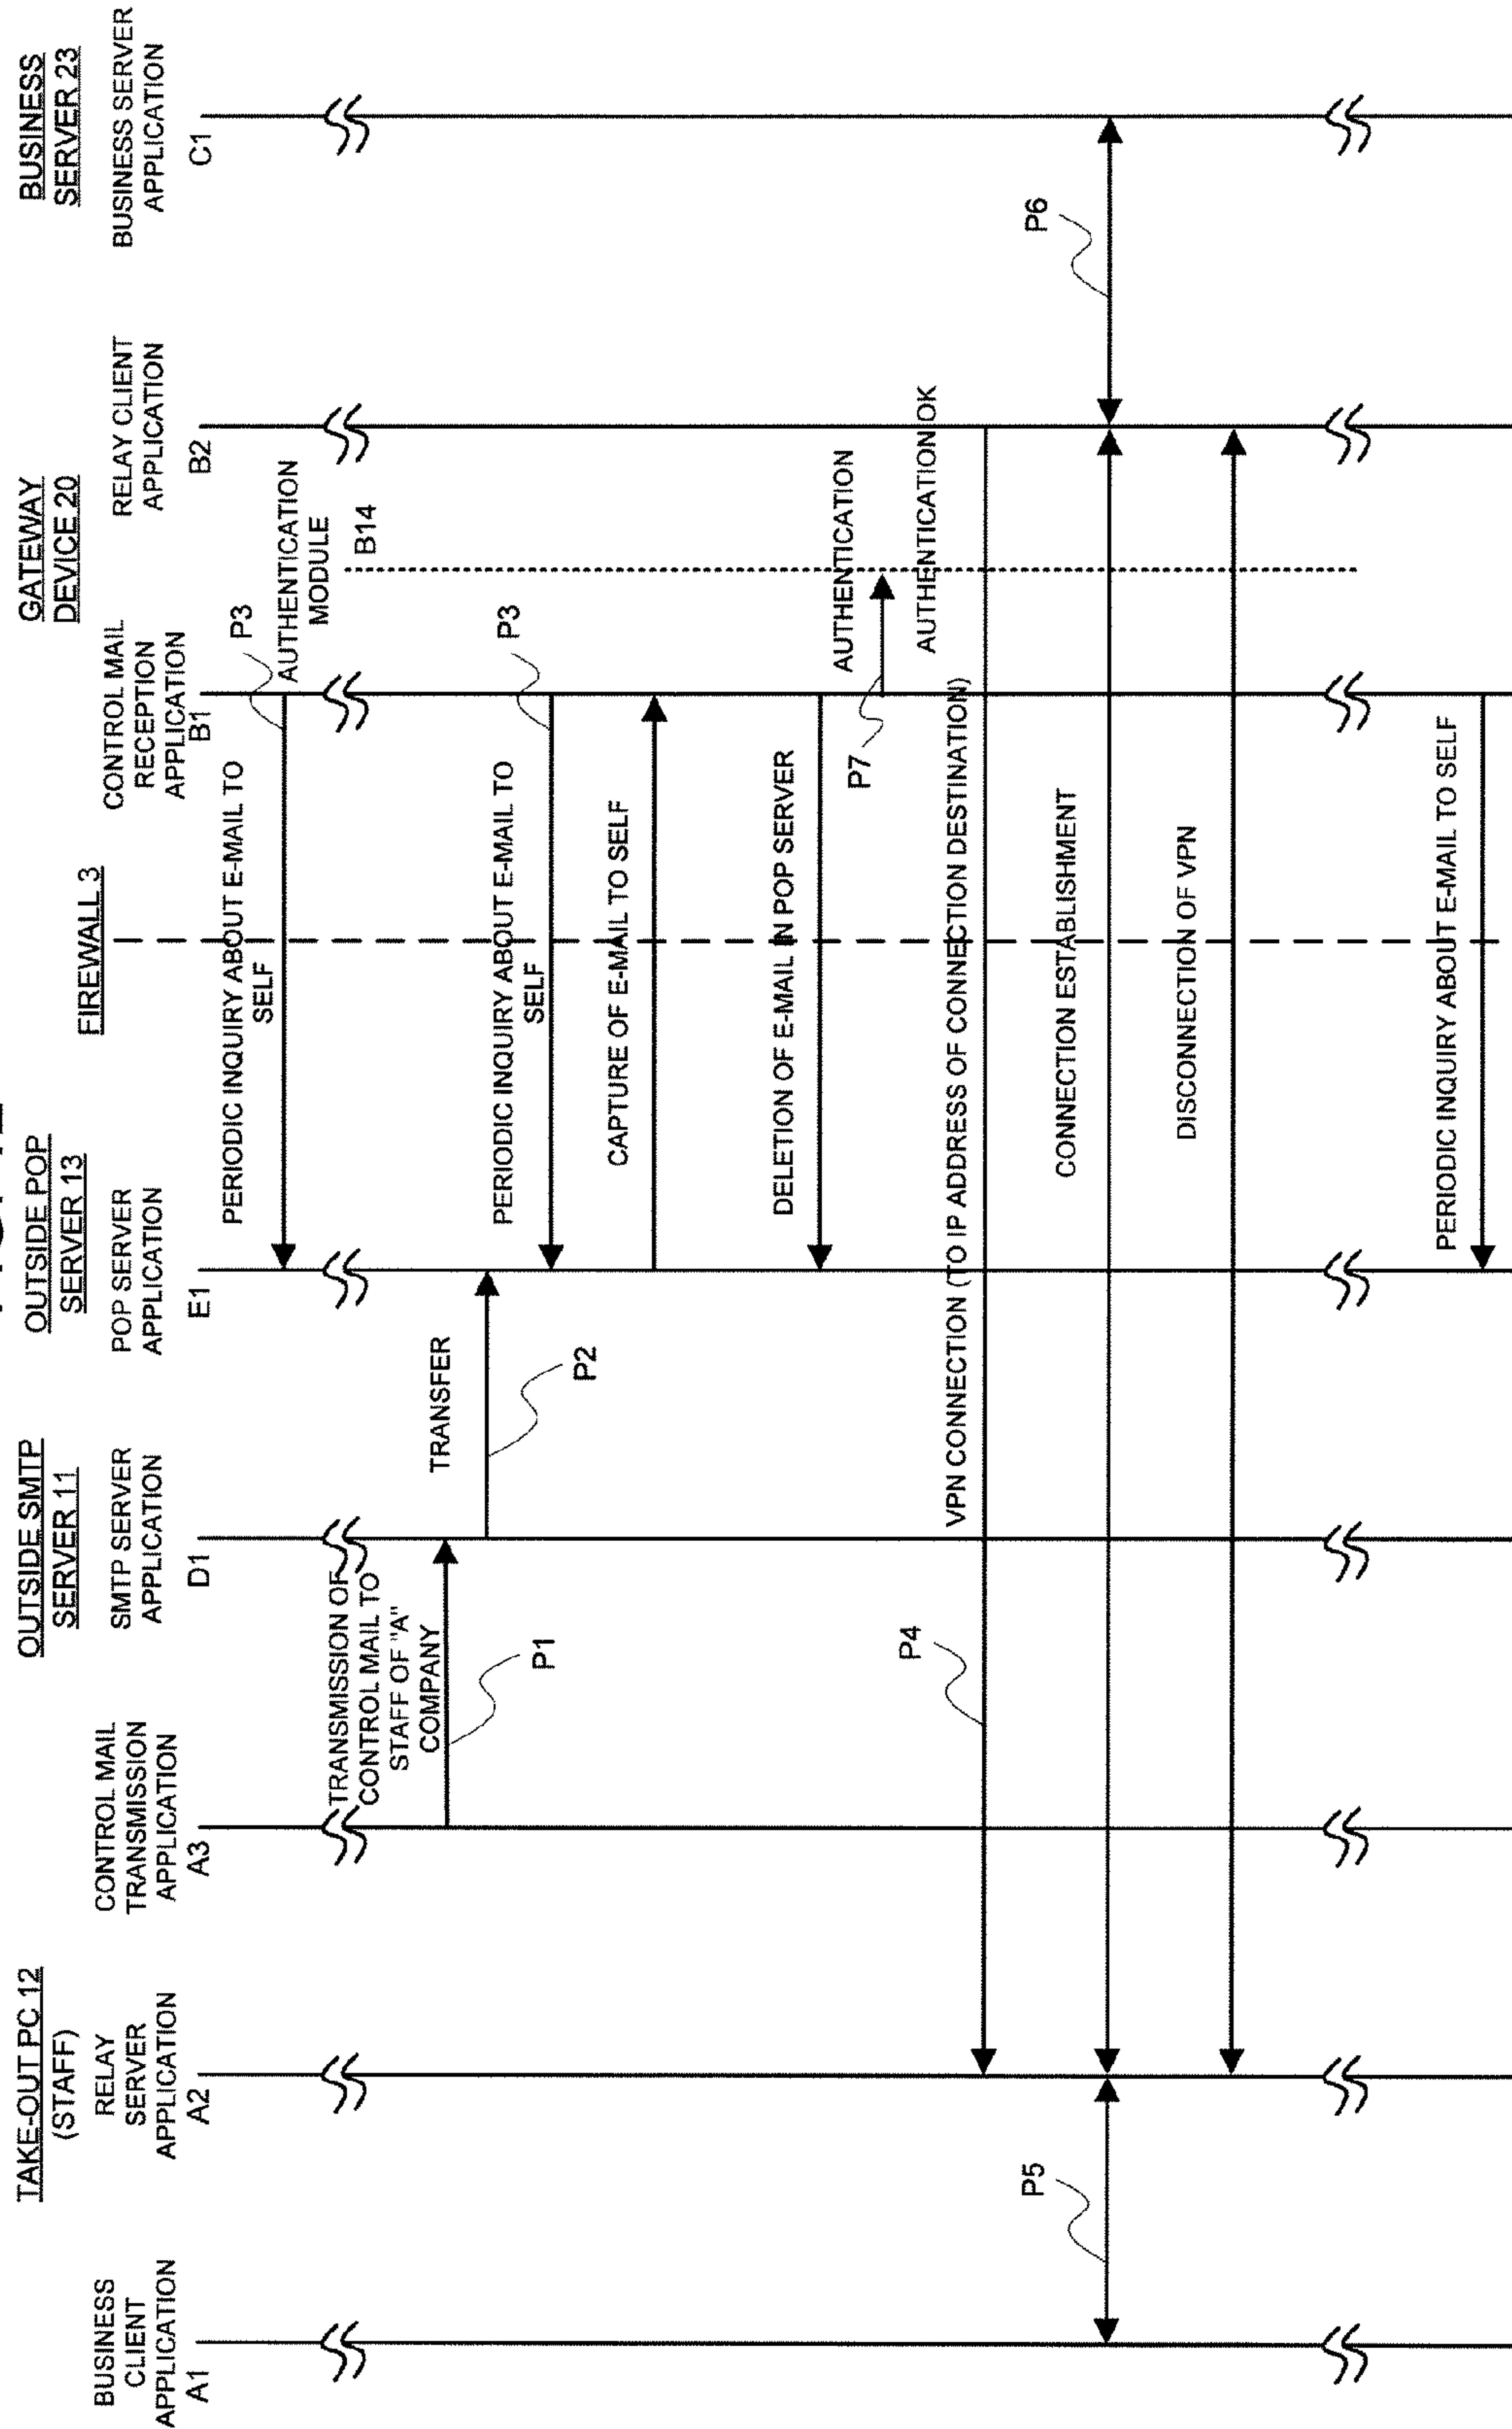 TAKE-OUT PC 12
(STAFF)
OUTSIDE SMTP
SERVER 11
OUTSIDE POP
SERVER 13
FIREWALL 3
GATEWAY
DEVICE 20
BUSINESS
SERVER 23
BUSINESS
CLIENT
APPLICATION
A1
RELAY
SERVER
APPLICATION
A2
CONTROL MAIL
TRANSMISSION
APPLICATION
A3
SMTP SERVER
APPLICATION
D1
POP SERVER
APPLICATION
E1
CONTROL MAIL
RECEPTION
APPLICATION
B1
RELAY CLIENT
APPLICATION
B2
BUSINESS SERVER
APPLICATION
C1
PERIODIC INQUIRY ABOUT E-MAIL TO
SELF
P3
AUTHENTICATION
MODULE
B14
TRANSMISSION OF
CONTROL MAIL TO
STAFF OF "A"
COMPANY
P1
TRANSFER
P2
PERIODIC INQUIRY ABOUT E-MAIL TO
SELF
P3
CAPTURE OF E-MAIL TO SELF
DELETION OF E-MAIL IN POP SERVER
AUTHENTICATION
P7
AUTHENTICATION OK
VPN CONNECTION (TO IP ADDRESS OF CONNECTION DESTINATION)
P4
CONNECTION ESTABLISHMENT
P5
P6
DISCONNECTION OF VPN
PERIODIC INQUIRY ABOUT E-MAIL TO SELF